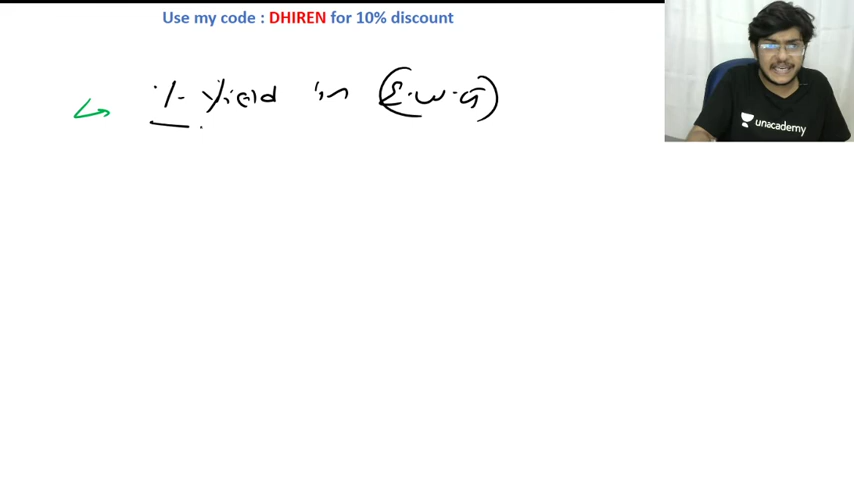 Use my code : DHIREN for 10% discount
% Yield in (E.W.G)
unacademy